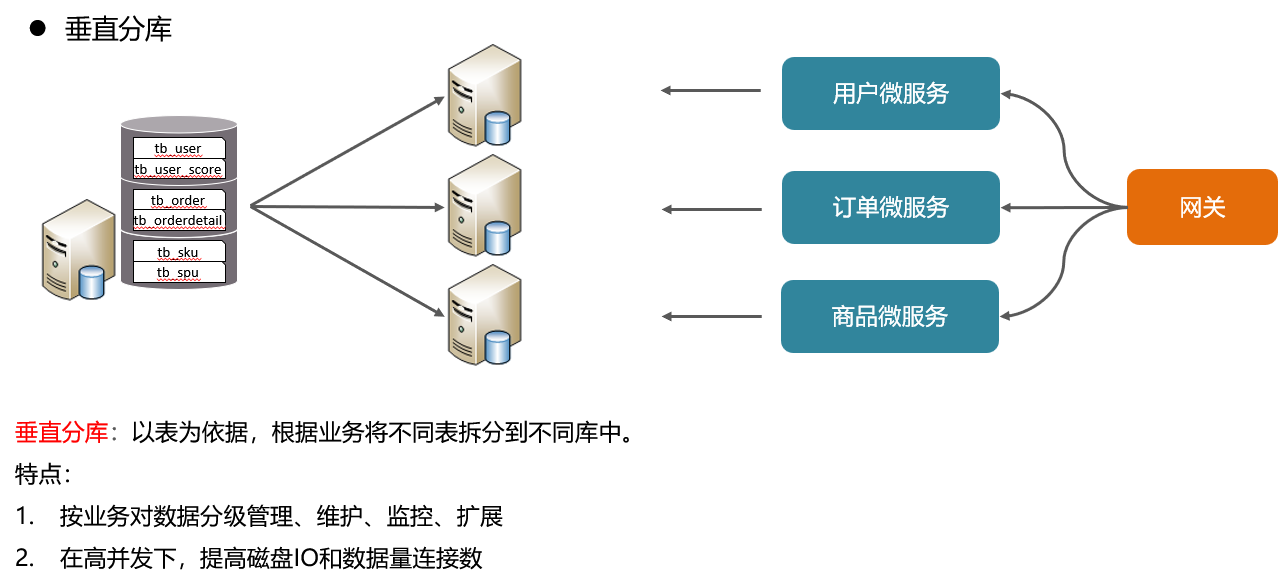 ● 垂直分库
tb_user
tb_user_score
tb_order
tb_orderdetail
tb_sku
tb_spu
用户微服务
订单微服务
商品微服务
网关
垂直分库：以表为依据，根据业务将不同表拆分到不同库中。
特点：
1. 按业务对数据分级管理、维护、监控、扩展
2. 在高并发下，提高磁盘IO和数据量连接数